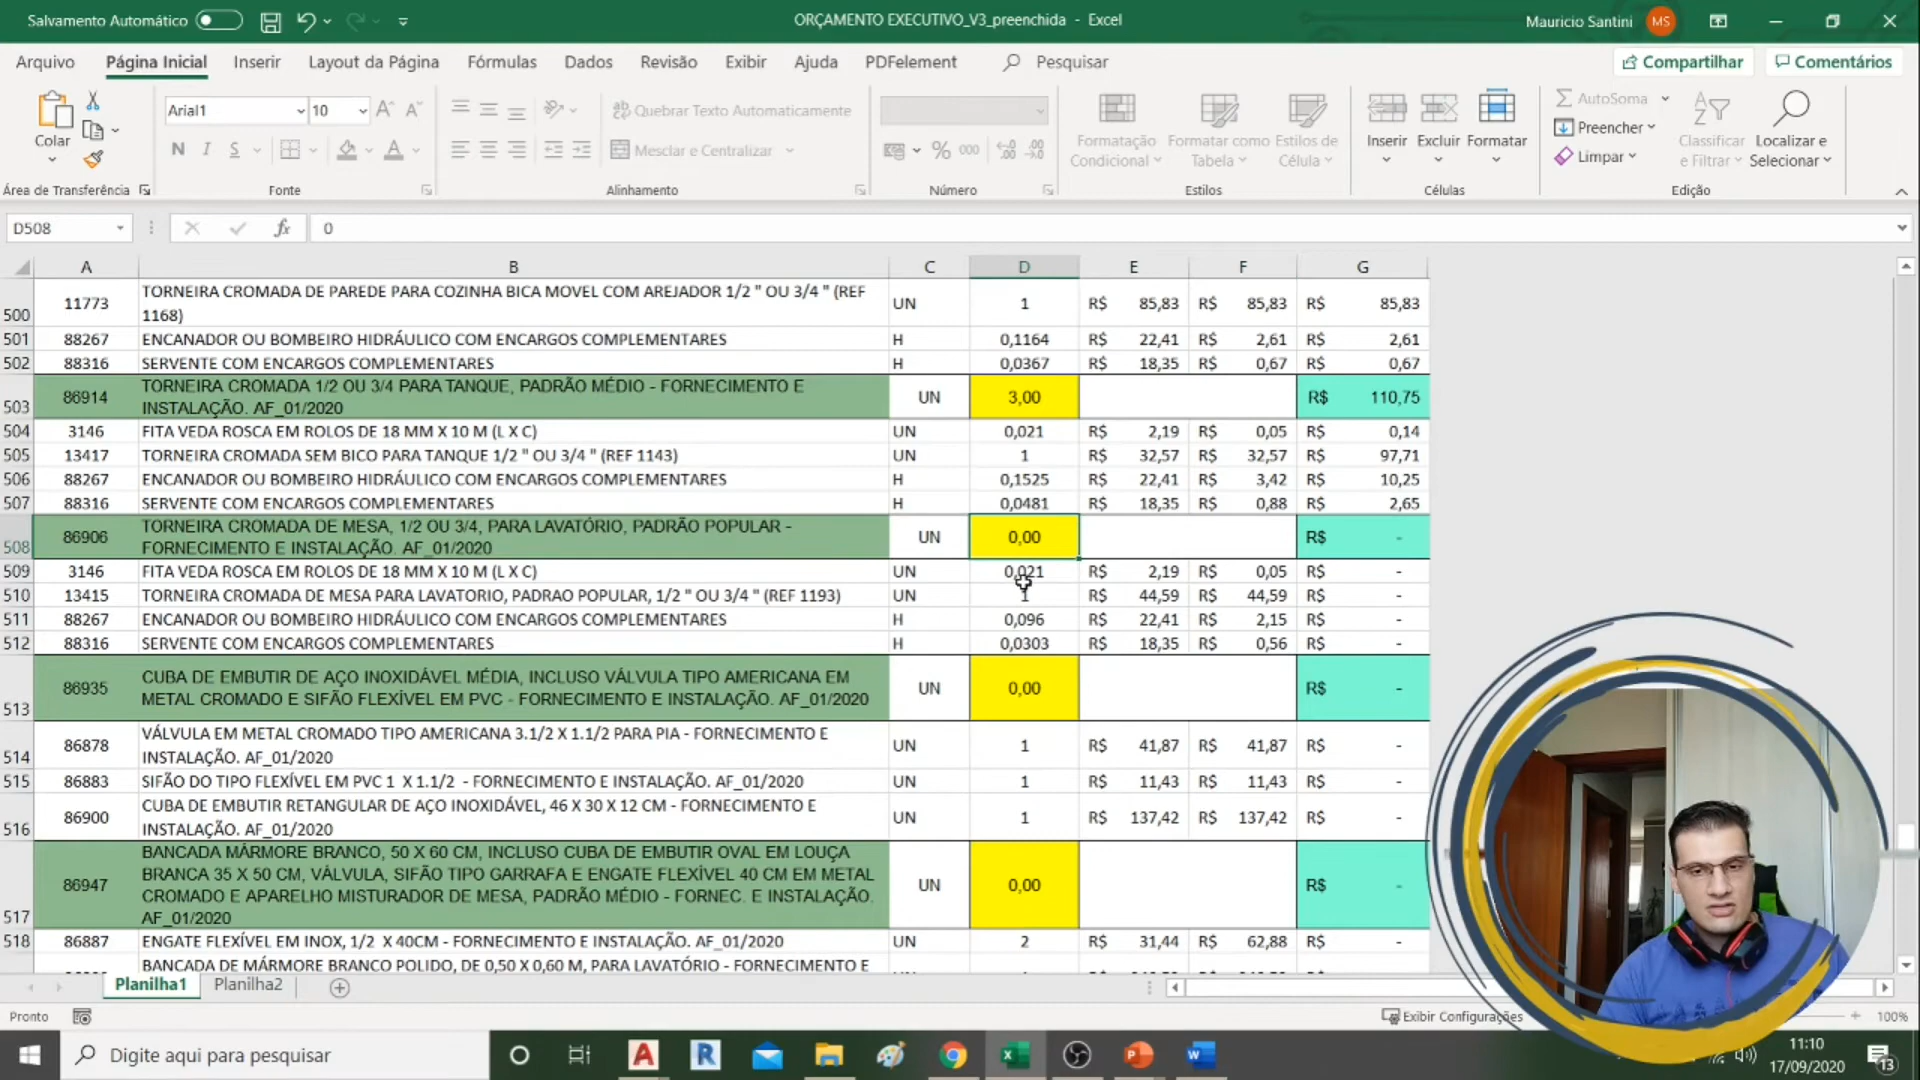 Salvamento Automático
ORÇAMENTO EXECUTIVO_V3_preenchida - Excel
Mauricio Santini MS
Arquivo Página Inicial Inserir Layout da Página Fórmulas Dados Revisão Exibir Ajuda PDFelement Pesquisar Compartilhar Comentários
Colar
Arial1 10
Quebrar Texto Automaticamente
Mesclar e Centralizar
Formatação Condicional
Formatar como Tabela
Estilos de Célula
Inserir Excluir Formatar
AutoSoma
Preencher
Limpar
Classificar e Filtrar
Localizar e Selecionar
Área de Transferência Fonte Alinhamento Número Estilos Células Edição
D508 fx 0
A B C D E F G
500 11773 TORNEIRA CROMADA DE PAREDE PARA COZINHA BICA MOVEL COM AREJADOR 1/2 " OU 3/4 " (REF UN 1 R$ 85,83 R$ 85,83 R$ 85,83
1168)
501 88267 ENCANADOR OU BOMBEIRO HIDRÁULICO COM ENCARGOS COMPLEMENTARES H 0,1164 R$ 22,41 R$ 2,61 R$ 2,61
502 88316 SERVENTE COM ENCARGOS COMPLEMENTARES H 0,0367 R$ 18,35 R$ 0,67 R$ 0,67
503 86914 TORNEIRA CROMADA 1/2 OU 3/4 PARA TANQUE, PADRÃO MÉDIO - FORNECIMENTO E UN 3,00 R$ 110,75
INSTALAÇÃO. AF_01/2020
504 3146 FITA VEDA ROSCA EM ROLOS DE 18 MM X 10 M (L X C) UN 0,021 R$ 2,19 R$ 0,05 R$ 0,14
505 13417 TORNEIRA CROMADA SEM BICO PARA TANQUE 1/2 " OU 3/4 " (REF 1143) UN 1 R$ 32,57 R$ 32,57 R$ 97,71
506 88267 ENCANADOR OU BOMBEIRO HIDRÁULICO COM ENCARGOS COMPLEMENTARES H 0,1525 R$ 22,41 R$ 3,42 R$ 10,25
507 88316 SERVENTE COM ENCARGOS COMPLEMENTARES H 0,0481 R$ 18,35 R$ 0,88 R$ 2,65
508 86906 TORNEIRA CROMADA DE MESA, 1/2 OU 3/4, PARA LAVATÓRIO, PADRÃO POPULAR - UN 0,00 R$ -
FORNECIMENTO E INSTALAÇÃO. AF_01/2020
509 3146 FITA VEDA ROSCA EM ROLOS DE 18 MM X 10 M (L X C) UN 0,021 R$ 2,19 R$ 0,05 R$ -
510 13415 TORNEIRA CROMADA DE MESA PARA LAVATORIO, PADRAO POPULAR, 1/2 " OU 3/4 " (REF 1193) UN 1 R$ 44,59 R$ 44,59 R$ -
511 88267 ENCANADOR OU BOMBEIRO HIDRÁULICO COM ENCARGOS COMPLEMENTARES H 0,096 R$ 22,41 R$ 2,15 R$ -
512 88316 SERVENTE COM ENCARGOS COMPLEMENTARES H 0,0303 R$ 18,35 R$ 0,56 R$ -
513 86935 CUBA DE EMBUTIR DE AÇO INOXIDÁVEL MÉDIA, INCLUSO VÁLVULA TIPO AMERICANA EM UN 0,00 R$ -
METAL CROMADO E SIFÃO FLEXÍVEL EM PVC - FORNECIMENTO E INSTALAÇÃO. AF_01/2020
514 86878 VÁLVULA EM METAL CROMADO TIPO AMERICANA 3.1/2 X 1.1/2 PARA PIA - FORNECIMENTO E UN 1 R$ 41,87 R$ 41,87 R$ -
INSTALAÇÃO. AF_01/2020
515 86883 SIFÃO DO TIPO FLEXÍVEL EM PVC 1 X 1.1/2 - FORNECIMENTO E INSTALAÇÃO. AF_01/2020 UN 1 R$ 11,43 R$ 11,43 R$ -
516 86900 CUBA DE EMBUTIR RETANGULAR DE AÇO INOXIDÁVEL, 46 X 30 X 12 CM - FORNECIMENTO E UN 1 R$ 137,42 R$ 137,42 R$ -
INSTALAÇÃO. AF_01/2020
517 86947 BANCADA MÁRMORE BRANCO, 50 X 60 CM, INCLUSO CUBA DE EMBUTIR OVAL EM LOUÇA UN 0,00 R$ -
BRANCA 35 X 50 CM, VÁLVULA, SIFÃO TIPO GARRAFA E ENGATE FLEXÍVEL 40 CM EM METAL
CROMADO E APARELHO MISTURADOR DE MESA, PADRÃO MÉDIO - FORNEC. E INSTALAÇÃO.
AF_01/2020
518 86887 ENGATE FLEXÍVEL EM INOX, 1/2 X 40CM - FORNECIMENTO E INSTALAÇÃO. AF_01/2020 UN 2 R$ 31,44 R$ 62,88 R$ -
BANCADA DE MÁRMORE BRANCO POLIDO, DE 0,50 X 0,60 M, PARA LAVATÓRIO - FORNECIMENTO E
Planilha1 Planilha2
Pronto Exibir Configurações 100%
Digite aqui para pesquisar
11:10
17/09/2020
13